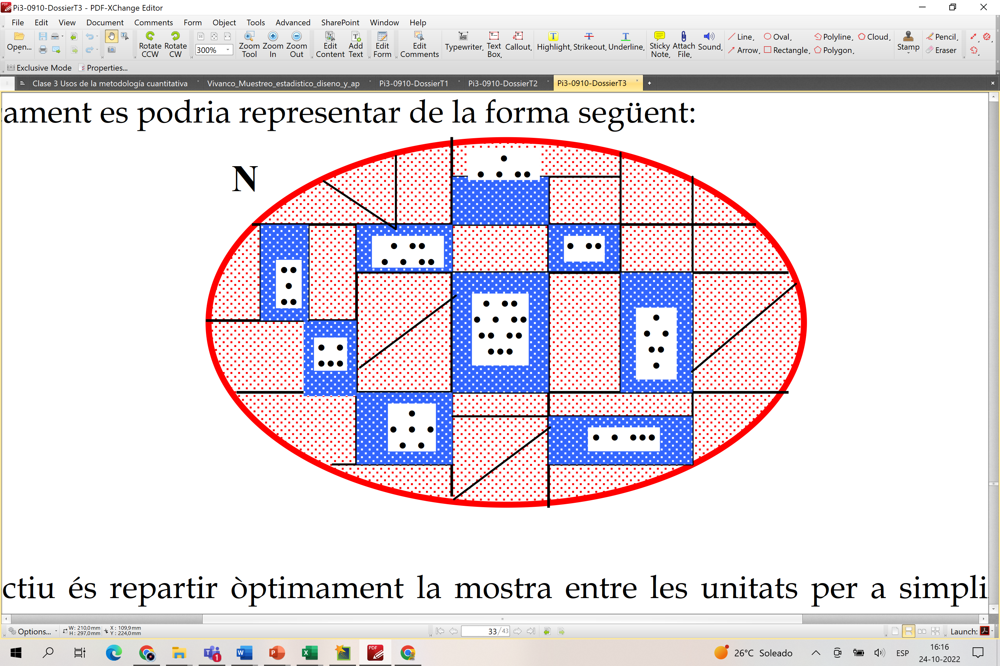 Pi3-0910-DossierT3 - PDF-XChange Editor
File Edit View Document Comments Form Object Tools Advanced SharePoint Window Help
Open...
300%
Rotate CCW
Rotate CW
Zoom Tool
Zoom In
Zoom Out
Edit Content
Add Text
Edit Form
Edit Comments
Typewriter
Text Box
Callout
Highlight
Strikeout
Underline
Sticky Note
Attach File
Sound
Line
Arrow
Oval
Rectangle
Polyline
Polygon
Cloud
Stamp
Pencil
Eraser
Exclusive Mode Properties...
Clase 3 Usos de la metodología cuantitativa Vivanco_Muestreo_estadistico_diseno_y_ap Pi3-0910-DossierT1 Pi3-0910-DossierT2 Pi3-0910-DossierT3
ament es podria representar de la forma següent:
N
ctiu és repartir òptimament la mostra entre les unitats per a simpli
Options... W: 210,0mm X: 109,9mm 33 / 43 Launch:
H: 297,0mm Y: 224,0mm
26°C Soleado ESP 16:16
24-10-2022